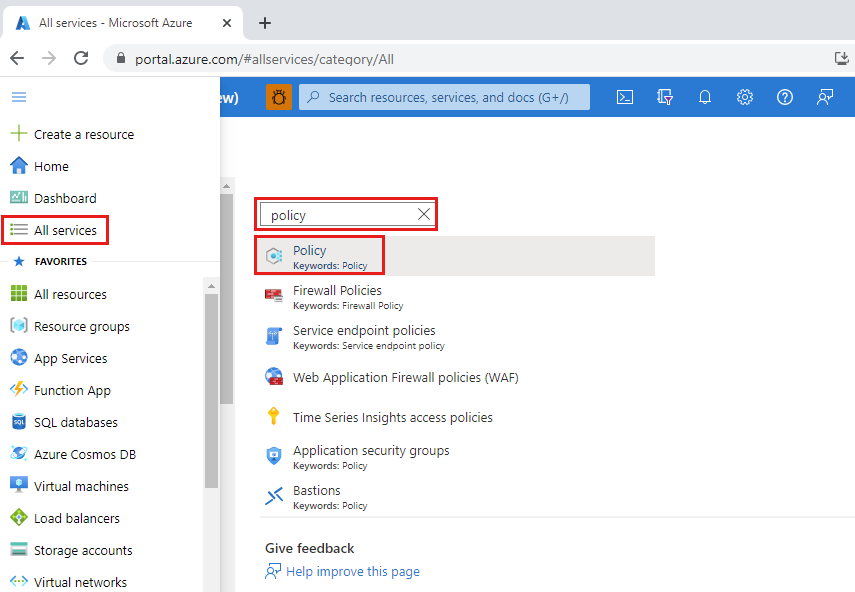 All services - Microsoft Azure
portal.azure.com/#allservices/category/All
ew)
Search resources, services, and docs (G+/)
Create a resource
Home
Dashboard
All services
FAVORITES
All resources
Resource groups
App Services
Function App
SQL databases
Azure Cosmos DB
Virtual machines
Load balancers
Storage accounts
Virtual networks
policy
Policy
Keywords: Policy
Firewall Policies
Keywords: Firewall Policy
Service endpoint policies
Keywords: Service endpoint policy
Web Application Firewall policies (WAF)
Time Series Insights access policies
Application security groups
Keywords: Policy
Bastions
Keywords: Policy
Give feedback
Help improve this page